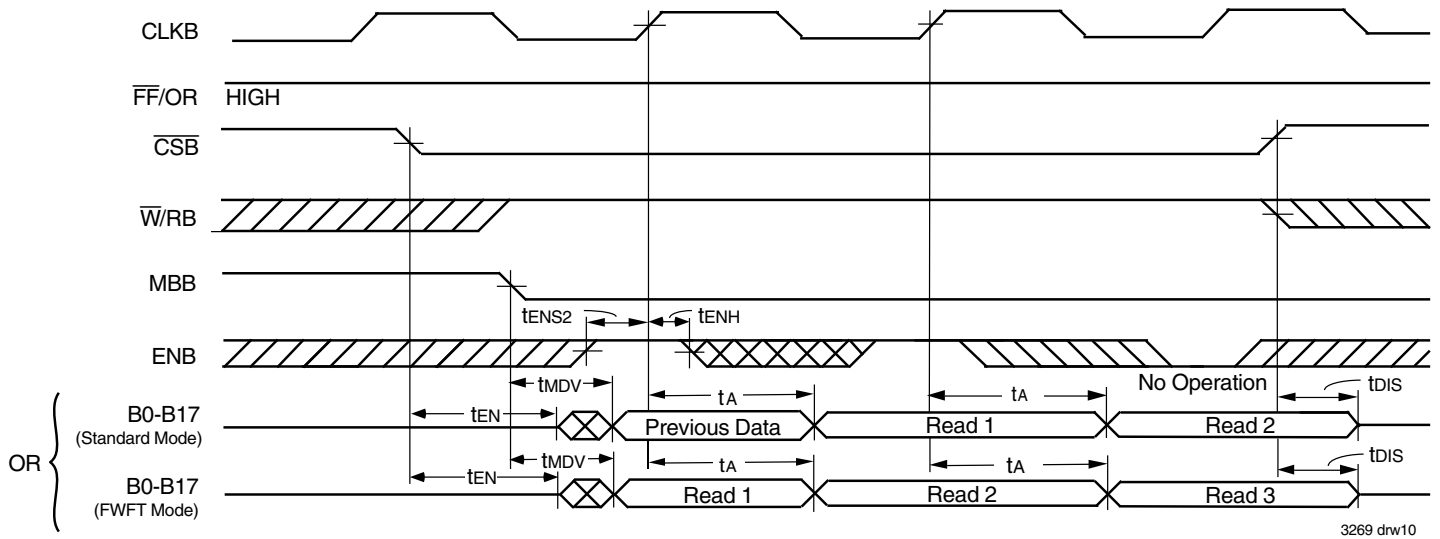 CLKB
FF/OR HIGH
CSB
W/RB
MBB
tENS2 tENH
ENB
No Operation
tMDV tA tA tDIS
tEN
B0-B17 Previous Data Read 1 Read 2
(Standard Mode)
OR
tMDV tA tA tDIS
tEN
B0-B17 Read 1 Read 2 Read 3
(FWFT Mode)
3269 drw10